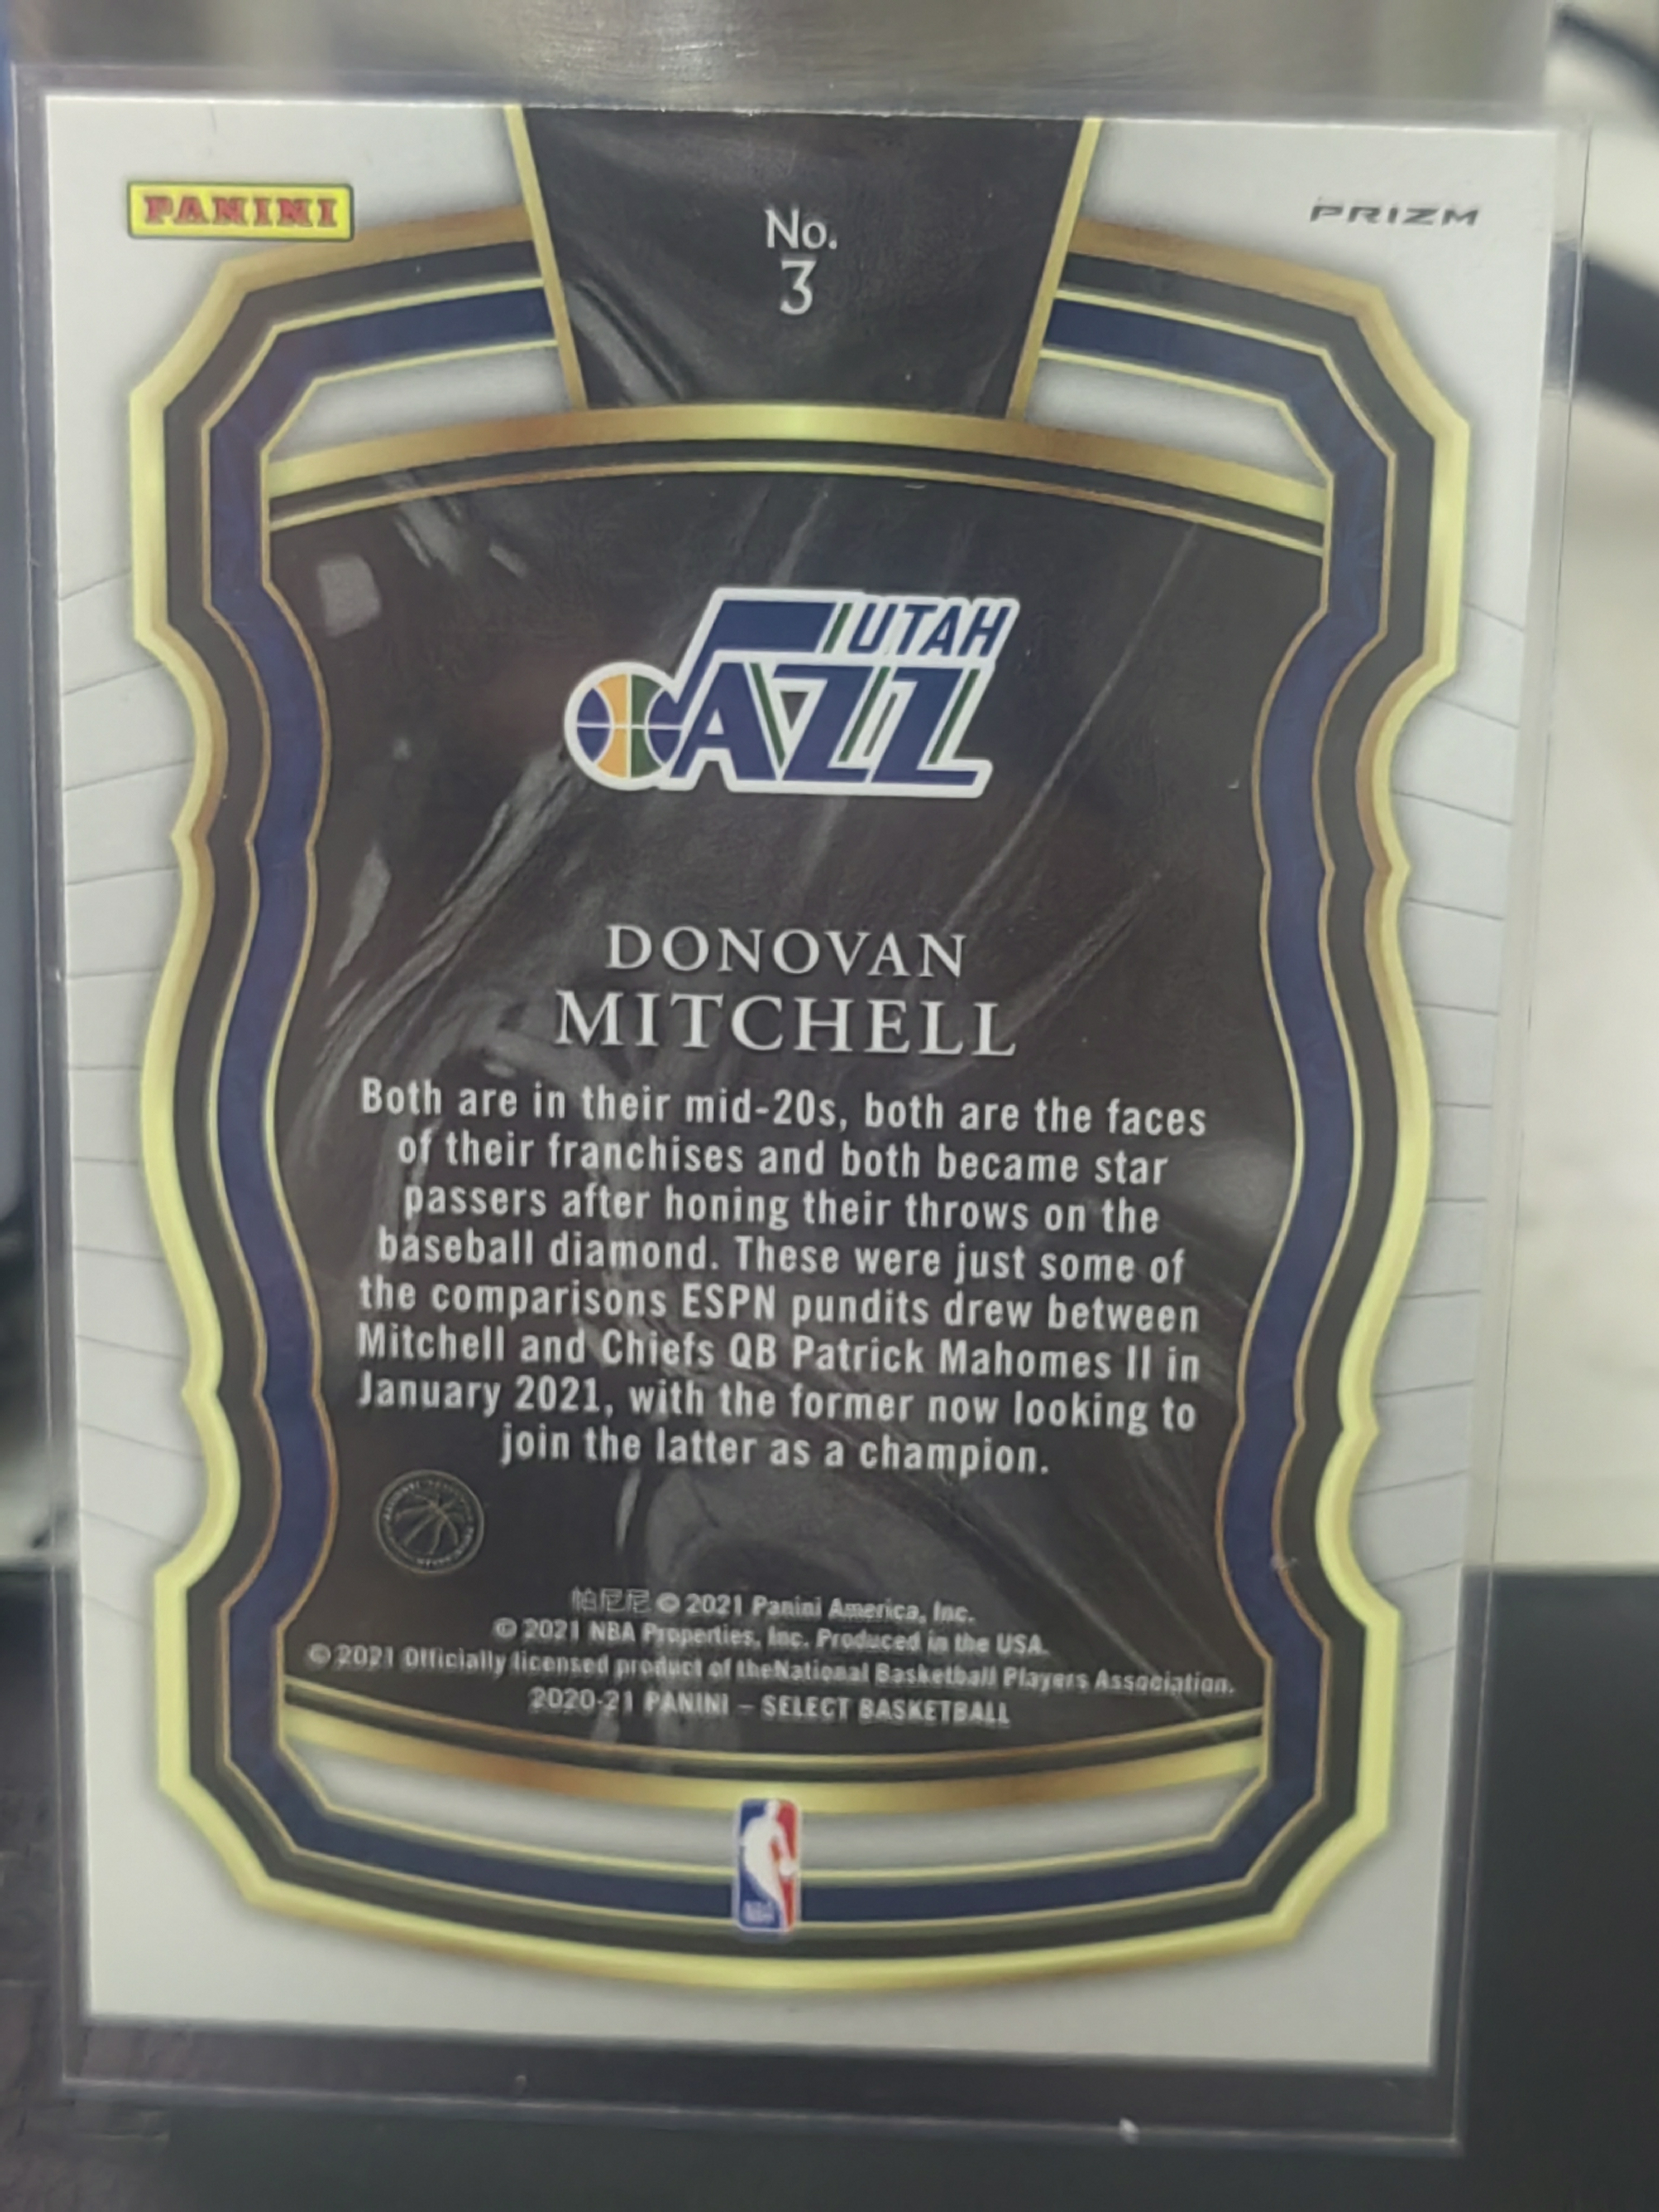 PANINI
No.
3
PRIZM
UTAH
JAZZ
DONOVAN
MITCHELL
Both are in their mid-20s, both are the faces
of their franchises and both became star
passers after honing their throws on the
baseball diamond. These were just some of
the comparisons ESPN pundits drew between
Mitchell and Chiefs QB Patrick Mahomes II in
January 2021, with the former now looking to
join the latter as a champion.
帕尼尼 © 2021 Panini America, Inc.
© 2021 NBA Properties, Inc. Produced in the USA.
© 2021 Officially licensed product of theNational Basketball Players Association.
2020-21 PANINI – SELECT BASKETBALL
NBA